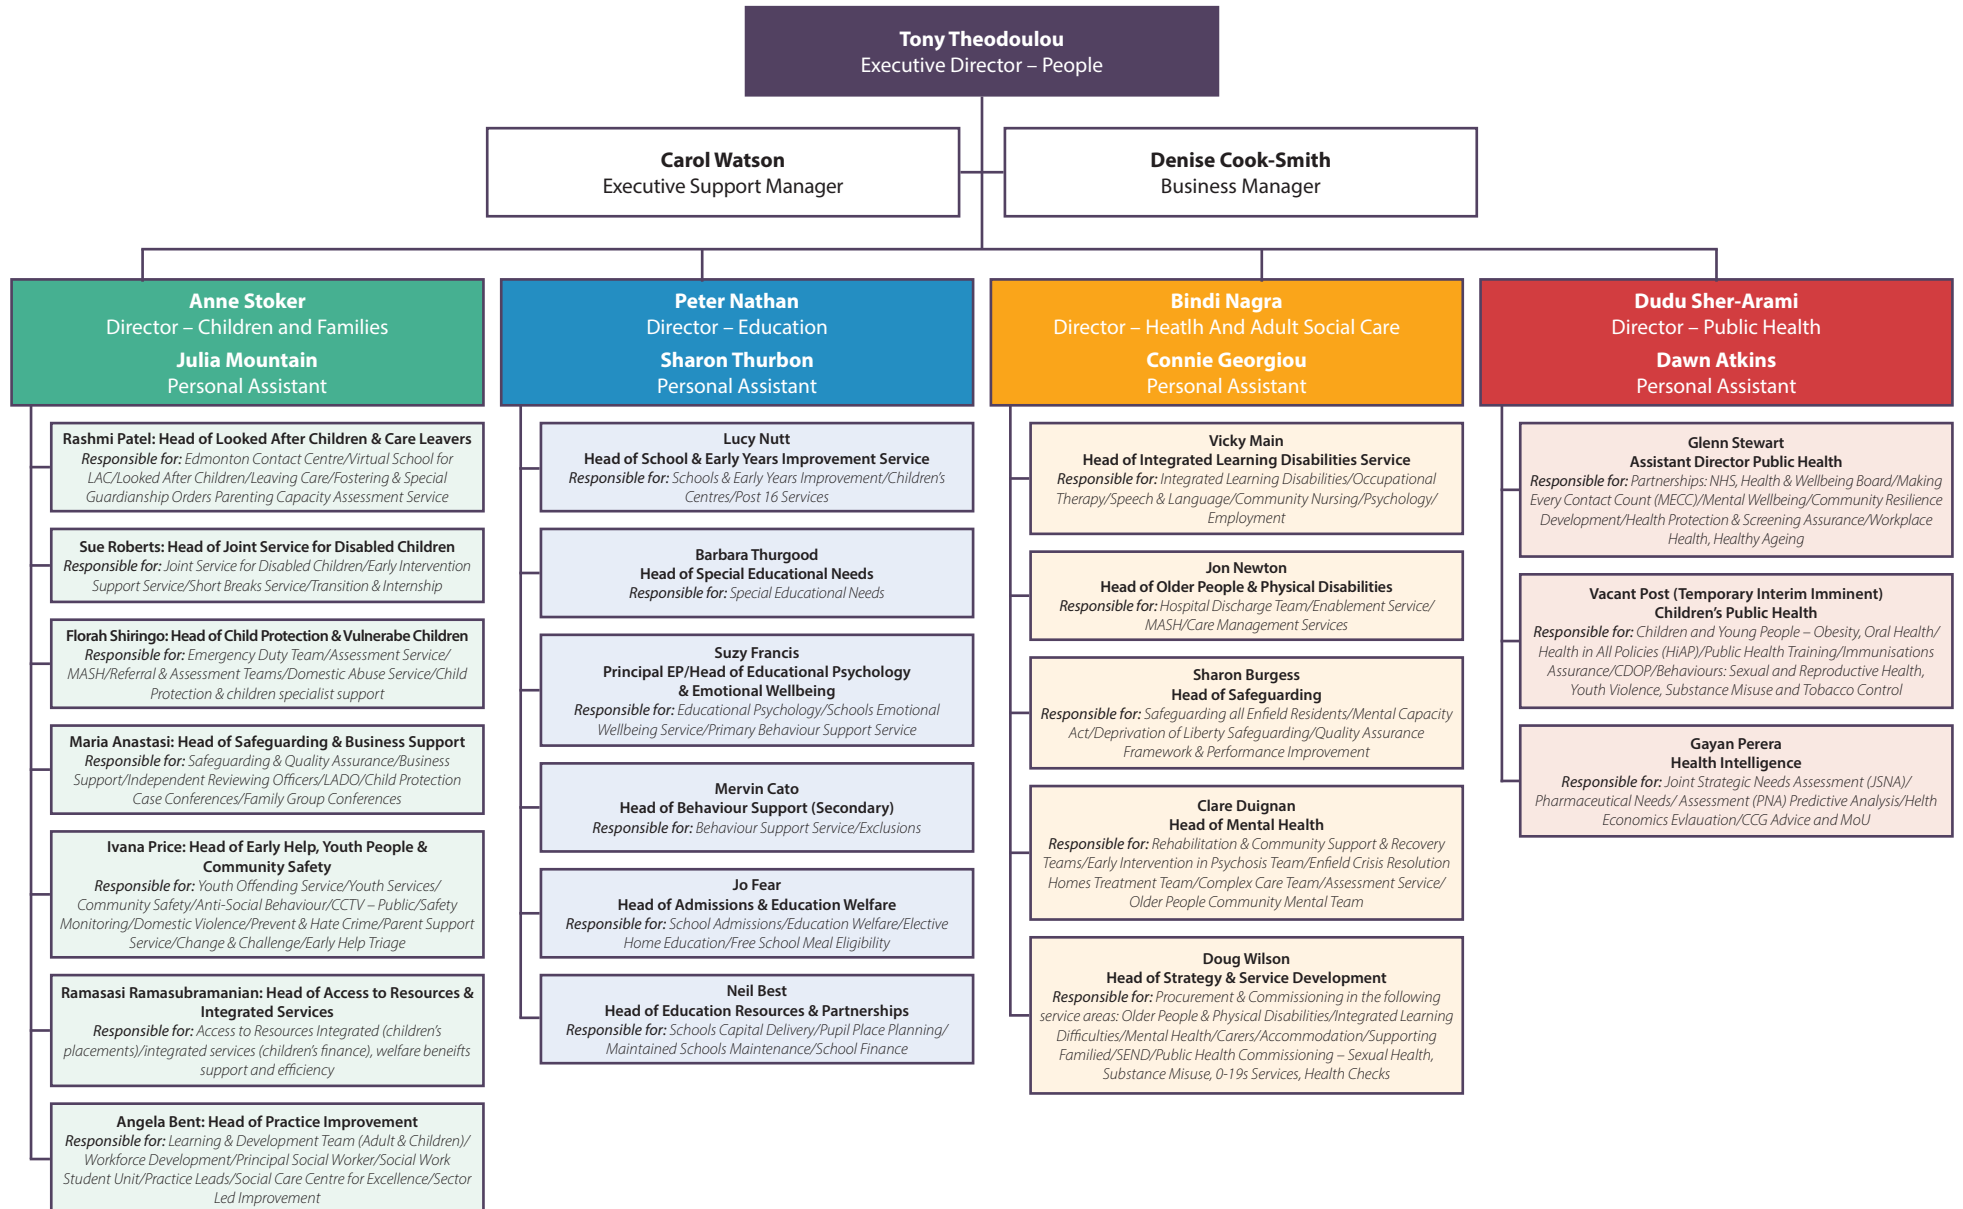 Tony Theodoulou
Executive Director – People
Carol Watson
Executive Support Manager
Denise Cook-Smith
Business Manager
Anne Stoker
Director – Children and Families
Julia Mountain
Personal Assistant
Rashmi Patel: Head of Looked After Children & Care Leavers
Responsible for: Edmonton Contact Centre/Virtual School for
LAC/Looked After Children/Leaving Care/Fostering & Special
Guardianship Orders Parenting Capacity Assessment Service
Sue Roberts: Head of Joint Service for Disabled Children
Responsible for: Joint Service for Disabled Children/Early Intervention
Support Service/Short Breaks Service/Transition & Internship
Florah Shiringo: Head of Child Protection & Vulnerabe Children
Responsible for: Emergency Duty Team/Assessment Service/
MASH/Referral & Assessment Teams/Domestic Abuse Service/Child
Protection & children specialist support
Maria Anastasi: Head of Safeguarding & Business Support
Responsible for: Safeguarding & Quality Assurance/Business
Support/Independent Reviewing Officers/LADO/Child Protection
Case Conferences/Family Group Conferences
Ivana Price: Head of Early Help, Youth People &
Community Safety
Responsible for: Youth Offending Service/Youth Services/
Community Safety/Anti-Social Behaviour/CCTV – Public/Safety
Monitoring/Domestic Violence/Prevent & Hate Crime/Parent Support
Service/Change & Challenge/Early Help Triage
Ramasasi Ramasubramanian: Head of Access to Resources &
Integrated Services
Responsible for: Access to Resources Integrated (children's
placements)/integrated services (children's finance), welfare beneifts
support and efficiency
Angela Bent: Head of Practice Improvement
Responsible for: Learning & Development Team (Adult & Children)/
Workforce Development/Principal Social Worker/Social Work
Student Unit/Practice Leads/Social Care Centre for Excellence/Sector
Led Improvement
Peter Nathan
Director – Education
Sharon Thurbon
Personal Assistant
Lucy Nutt
Head of School & Early Years Improvement Service
Responsible for: Schools & Early Years Improvement/Children's
Centres/Post 16 Services
Barbara Thurgood
Head of Special Educational Needs
Responsible for: Special Educational Needs
Suzy Francis
Principal EP/Head of Educational Psychology
& Emotional Wellbeing
Responsible for: Educational Psychology/Schools Emotional
Wellbeing Service/Primary Behaviour Support Service
Mervin Cato
Head of Behaviour Support (Secondary)
Responsible for: Behaviour Support Service/Exclusions
Jo Fear
Head of Admissions & Education Welfare
Responsible for: School Admissions/Education Welfare/Elective
Home Education/Free School Meal Eligibility
Neil Best
Head of Education Resources & Partnerships
Responsible for: Schools Capital Delivery/Pupil Place Planning/
Maintained Schools Maintenance/School Finance
Bindi Nagra
Director – Heatlh And Adult Social Care
Connie Georgiou
Personal Assistant
Vicky Main
Head of Integrated Learning Disabilities Service
Responsible for: Integrated Learning Disabilities/Occupational
Therapy/Speech & Language/Community Nursing/Psychology/
Employment
Jon Newton
Head of Older People & Physical Disabilities
Responsible for: Hospital Discharge Team/Enablement Service/
MASH/Care Management Services
Sharon Burgess
Head of Safeguarding
Responsible for: Safeguarding all Enfield Residents/Mental Capacity
Act/Deprivation of Liberty Safeguarding/Quality Assurance
Framework & Performance Improvement
Clare Duignan
Head of Mental Health
Responsible for: Rehabilitation & Community Support & Recovery
Teams/Early Intervention in Psychosis Team/Enfield Crisis Resolution
Homes Treatment Team/Complex Care Team/Assessment Service/
Older People Community Mental Team
Doug Wilson
Head of Strategy & Service Development
Responsible for: Procurement & Commissioning in the following
service areas: Older People & Physical Disabilities/Integrated Learning
Difficulties/Mental Health/Carers/Accommodation/Supporting
Familied/SEND/Public Health Commissioning – Sexual Health,
Substance Misuse, 0-19s Services, Health Checks
Dudu Sher-Arami
Director – Public Health
Dawn Atkins
Personal Assistant
Glenn Stewart
Assistant Director Public Health
Responsible for: Partnerships: NHS, Health & Wellbeing Board/Making
Every Contact Count (MECC)/Mental Wellbeing/Community Resilience
Development/Health Protection & Screening Assurance/Workplace
Health, Healthy Ageing
Vacant Post (Temporary Interim Imminent)
Children's Public Health
Responsible for: Children and Young People – Obesity, Oral Health/
Health in All Policies (HiAP)/Public Health Training/Immunisations
Assurance/CDOP/Behaviours: Sexual and Reproductive Health,
Youth Violence, Substance Misuse and Tobacco Control
Gayan Perera
Health Intelligence
Responsible for: Joint Strategic Needs Assessment (JSNA)/
Pharmaceutical Needs/ Assessment (PNA) Predictive Analysis/Helth
Economics Evlauation/CCG Advice and MoU